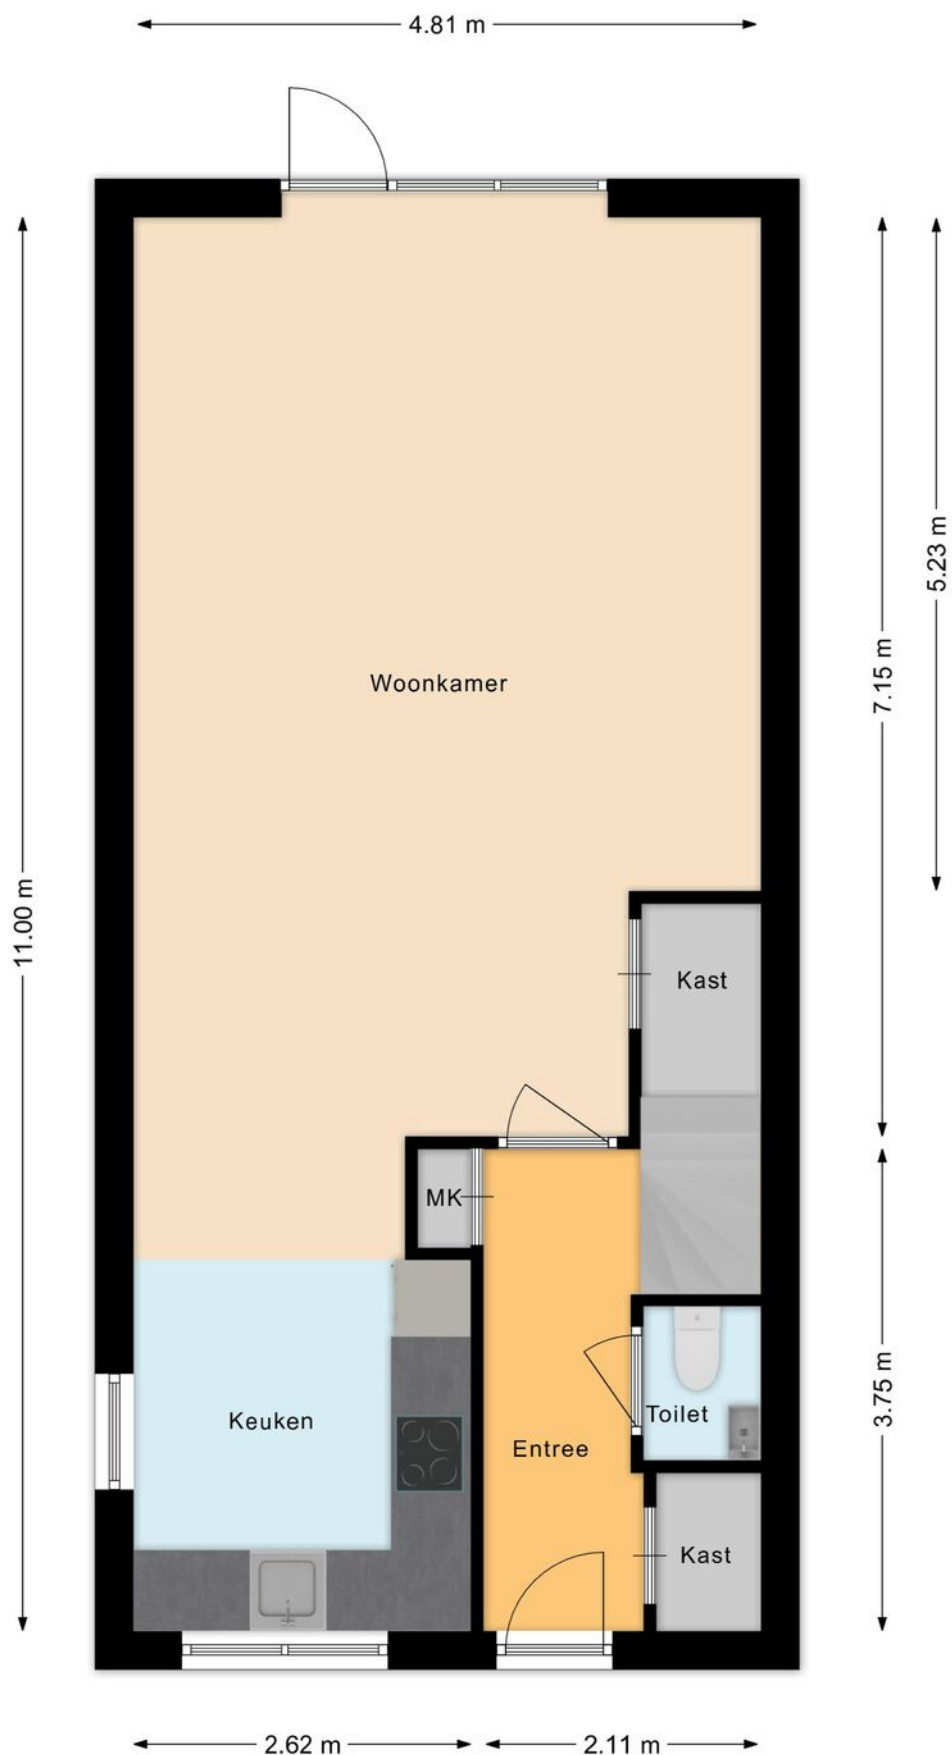 4.81 m
5.23 m
7.15 m
Woonkamer
11.00 m
Kast
MK
3.75 m
Toilet
Keuken
Entree
Kast
2.62 m
2.11 m